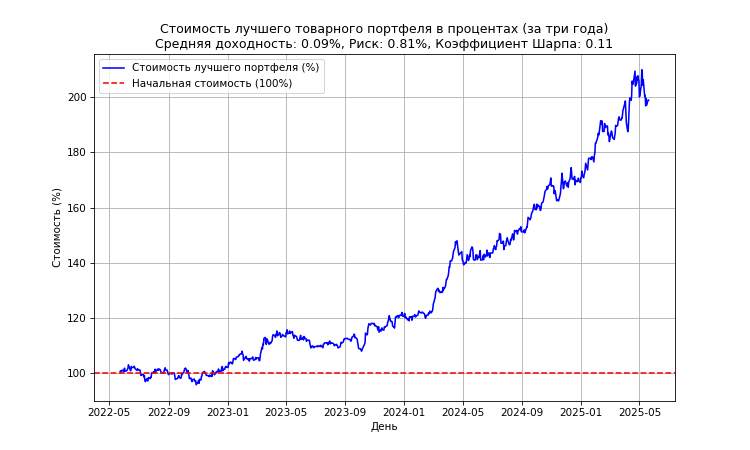 Стоимость лучшего товарного портфеля в процентах (за три года)
Средняя доходность: 0.09%, Риск: 0.81%, Коэффициент Шарпа: 0.11
Стоимость лучшего портфеля (%)
Начальная стоимость (100%)
Стоимость (%)
200
180
160
140
120
100
2022-05 2022-09 2023-01 2023-05 2023-09 2024-01 2024-05 2024-09 2025-01 2025-05
День